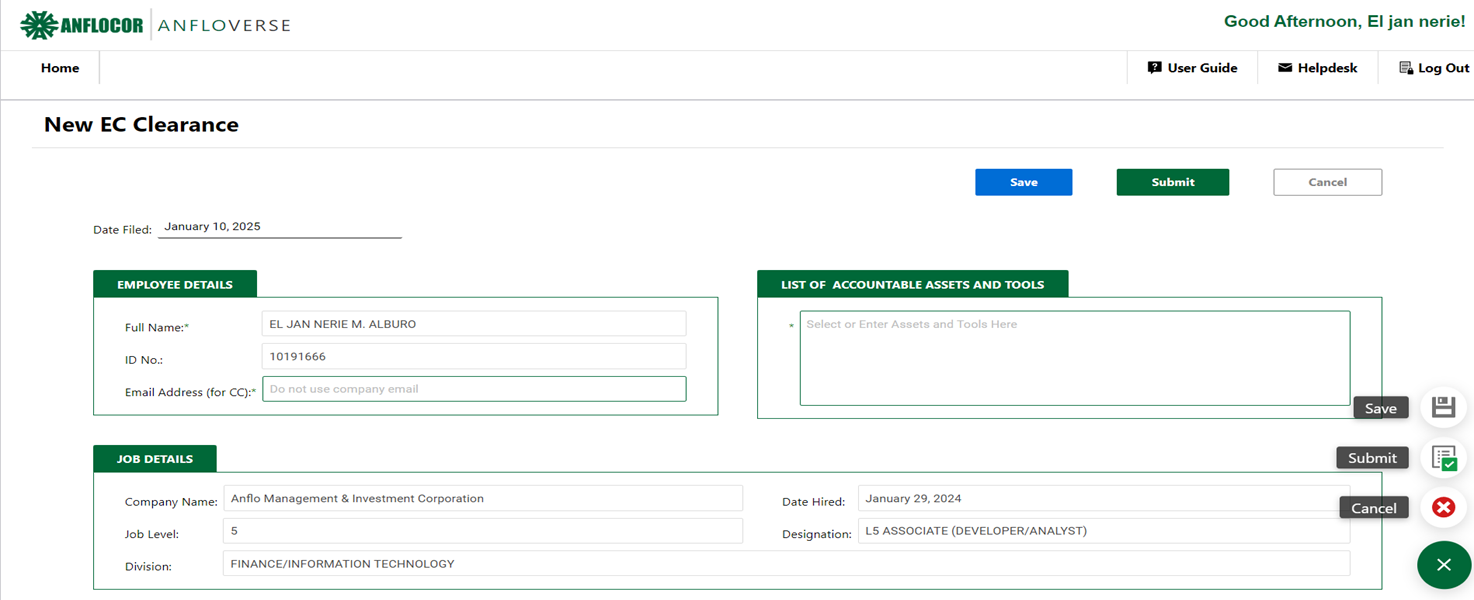 ANFLOCOR ANFLOVERSE
Good Afternoon, El jan nerie!
Home
User Guide
Helpdesk
Log Out
New EC Clearance
Save
Submit
Cancel
Date Filed: January 10, 2025
EMPLOYEE DETAILS
Full Name:* EL JAN NERIE M. ALBURO
ID No.: 10191666
Email Address (for CC):* Do not use company email
LIST OF ACCOUNTABLE ASSETS AND TOOLS
* Select or Enter Assets and Tools Here
Save
Submit
Cancel
JOB DETAILS
Company Name: Anflo Management & Investment Corporation
Date Hired: January 29, 2024
Job Level: 5
Designation: L5 ASSOCIATE (DEVELOPER/ANALYST)
Division: FINANCE/INFORMATION TECHNOLOGY